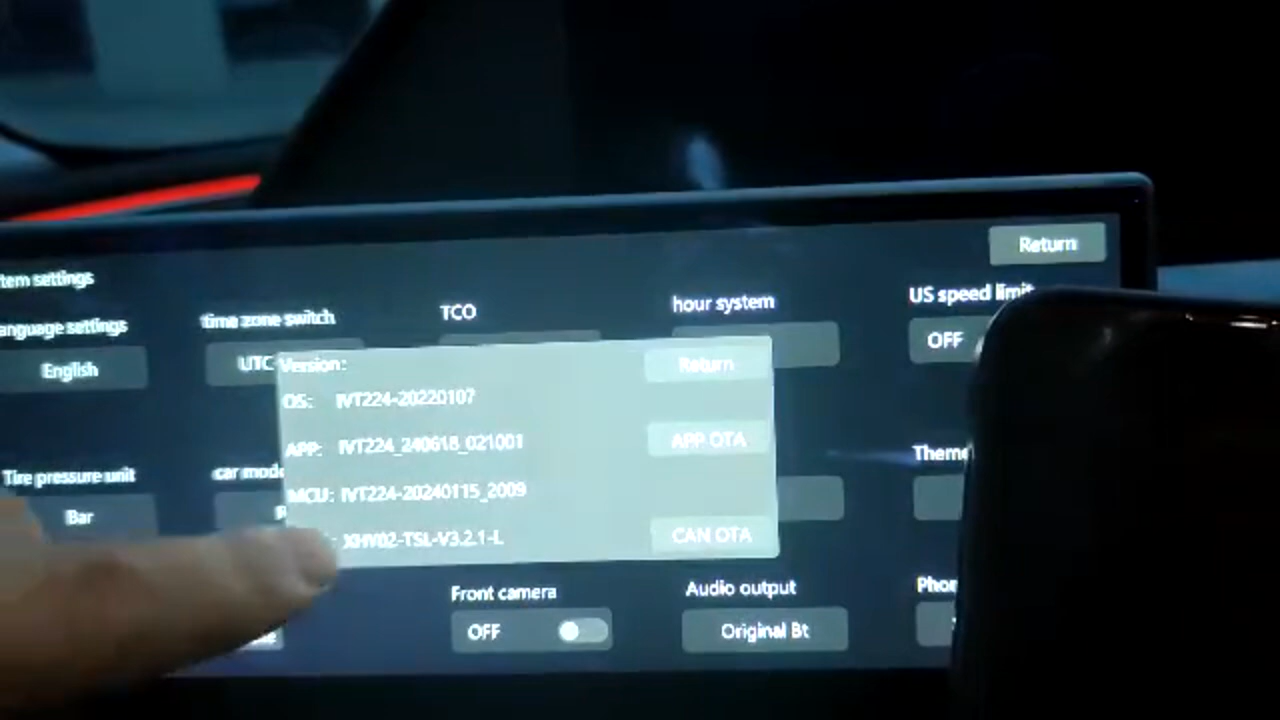 tem settings
Return
anguage settings
time zone switch
TCO
hour system
US speed limit
English
UTC
OFF
Version:
Return
OS: IVT224-20220107
APP: IVT224_240618_021001
APP OTA
MCU: IVT224-20240115_2009
: XHY02-TSL-V3.2.1-L
CAN OTA
Tire pressure unit
car mode
Theme
Bar
Front camera
Audio output
Phon
OFF
Original Bt